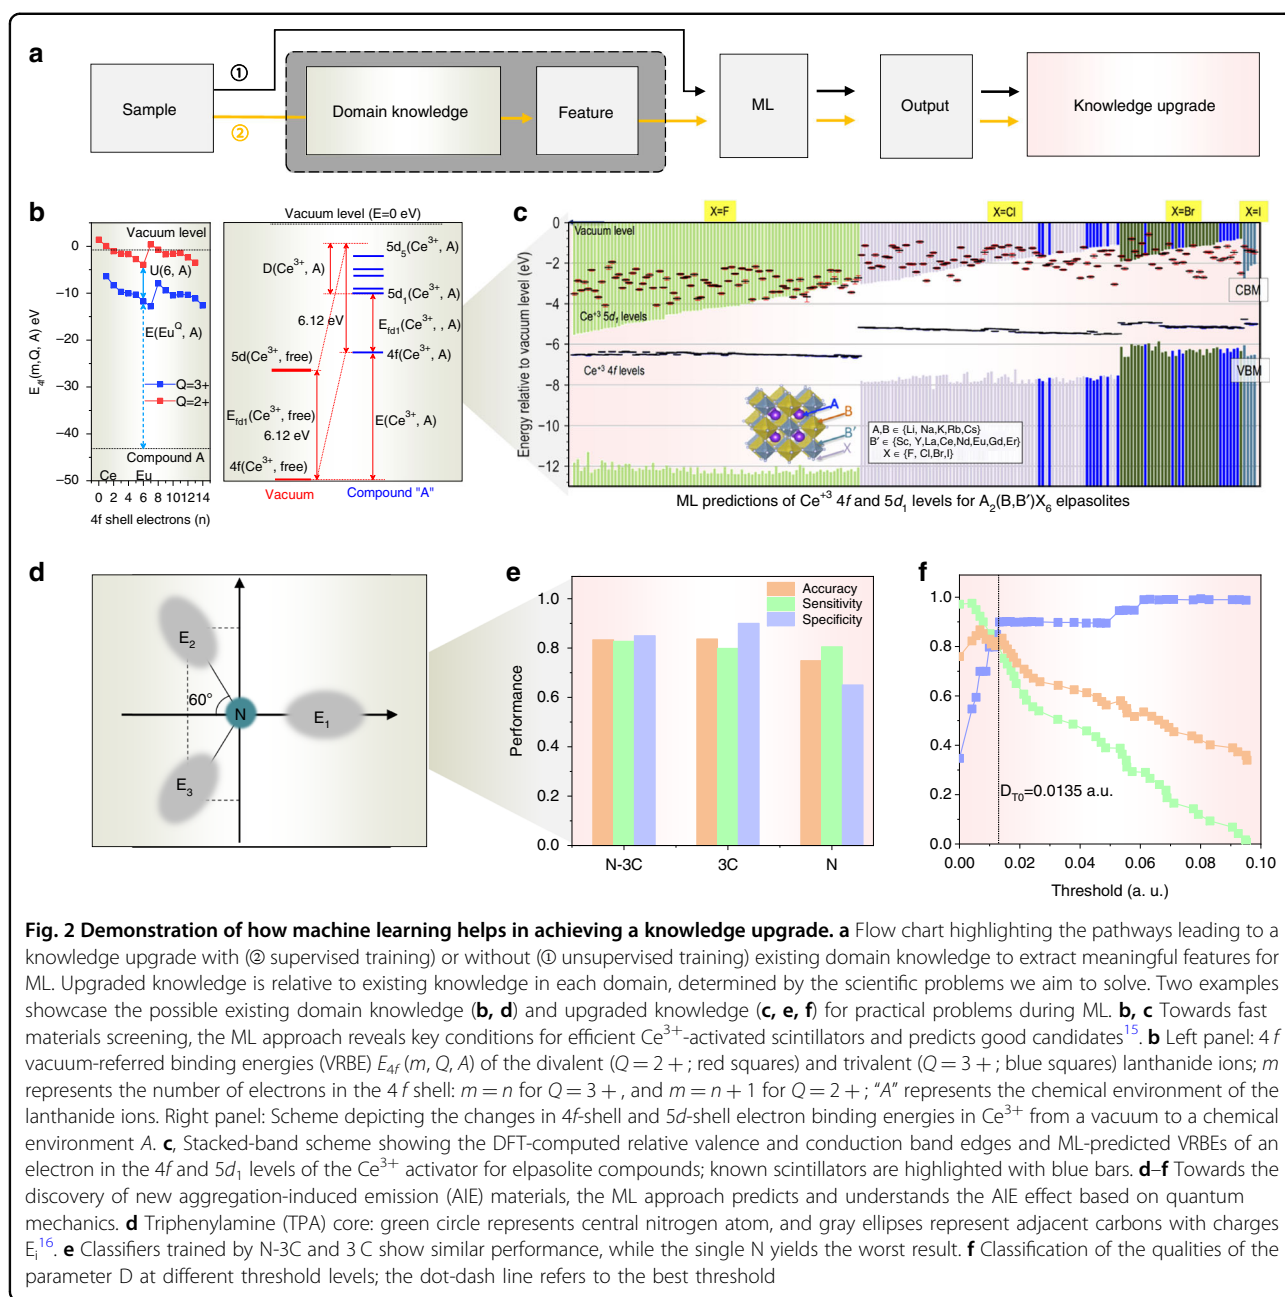 a
①
②
Sample
Domain knowledge
Feature
ML
Output
Knowledge upgrade
b
Vacuum level
U(6, A)
E(Eu^Q, A)
Q=3+
Q=2+
Compound A
Ce
Eu
0
−10
−20
−30
−40
−50
E4f(m, Q, A) eV
0 2 4 6 8 10 12 14
4f shell electrons (n)
Vacuum level (E=0 eV)
5d5(Ce3+, A)
D(Ce3+, A)
5d1(Ce3+, A)
6.12 eV
Efd1(Ce3+, , A)
5d(Ce3+, free)
4f(Ce3+, A)
Efd1(Ce3+, free)
6.12 eV
E(Ce3+, A)
4f(Ce3+, free)
Vacuum
Compound "A"
c
X=F
X=Cl
X=Br
X=I
Energy relative to vacuum level (eV)
0
−2
−4
−6
−8
−10
−12
Vacuum level
Ce+3 5d1 levels
Ce+3 4f levels
CBM
VBM
A
B
B′
X
A,B ∈ {Li, Na,K,Rb,Cs}
B′ ∈ {Sc, Y,La,Ce,Nd,Eu,Gd,Er}
X ∈ {F, Cl,Br,I}
ML predictions of Ce+3 4f and 5d1 levels for A2(B,B′)X6 elpasolites
d
E2
60°
N
E1
E3
e
Accuracy
Sensitivity
Specificity
1.0
0.8
0.6
0.4
0.2
0.0
Performance
N-3C
3C
N
f
1.0
0.8
0.6
0.4
0.2
0.0
DT0=0.0135 a.u.
0.00 0.02 0.04 0.06 0.08 0.10
Threshold (a. u.)
Fig. 2 Demonstration of how machine learning helps in achieving a knowledge upgrade. a Flow chart highlighting the pathways leading to a
knowledge upgrade with (② supervised training) or without (① unsupervised training) existing domain knowledge to extract meaningful features for
ML. Upgraded knowledge is relative to existing knowledge in each domain, determined by the scientific problems we aim to solve. Two examples
showcase the possible existing domain knowledge (b, d) and upgraded knowledge (c, e, f) for practical problems during ML. b, c Towards fast
materials screening, the ML approach reveals key conditions for efficient Ce3+-activated scintillators and predicts good candidates15. b Left panel: 4 f
vacuum-referred binding energies (VRBE) E4f (m, Q, A) of the divalent (Q = 2 + ; red squares) and trivalent (Q = 3 + ; blue squares) lanthanide ions; m
represents the number of electrons in the 4 f shell: m = n for Q = 3 + , and m = n + 1 for Q = 2 + ; “A” represents the chemical environment of the
lanthanide ions. Right panel: Scheme depicting the changes in 4f-shell and 5d-shell electron binding energies in Ce3+ from a vacuum to a chemical
environment A. c, Stacked-band scheme showing the DFT-computed relative valence and conduction band edges and ML-predicted VRBEs of an
electron in the 4f and 5d1 levels of the Ce3+ activator for elpasolite compounds; known scintillators are highlighted with blue bars. d–f Towards the
discovery of new aggregation-induced emission (AIE) materials, the ML approach predicts and understands the AIE effect based on quantum
mechanics. d Triphenylamine (TPA) core: green circle represents central nitrogen atom, and gray ellipses represent adjacent carbons with charges
Ei16. e Classifiers trained by N-3C and 3 C show similar performance, while the single N yields the worst result. f Classification of the qualities of the
parameter D at different threshold levels; the dot-dash line refers to the best threshold